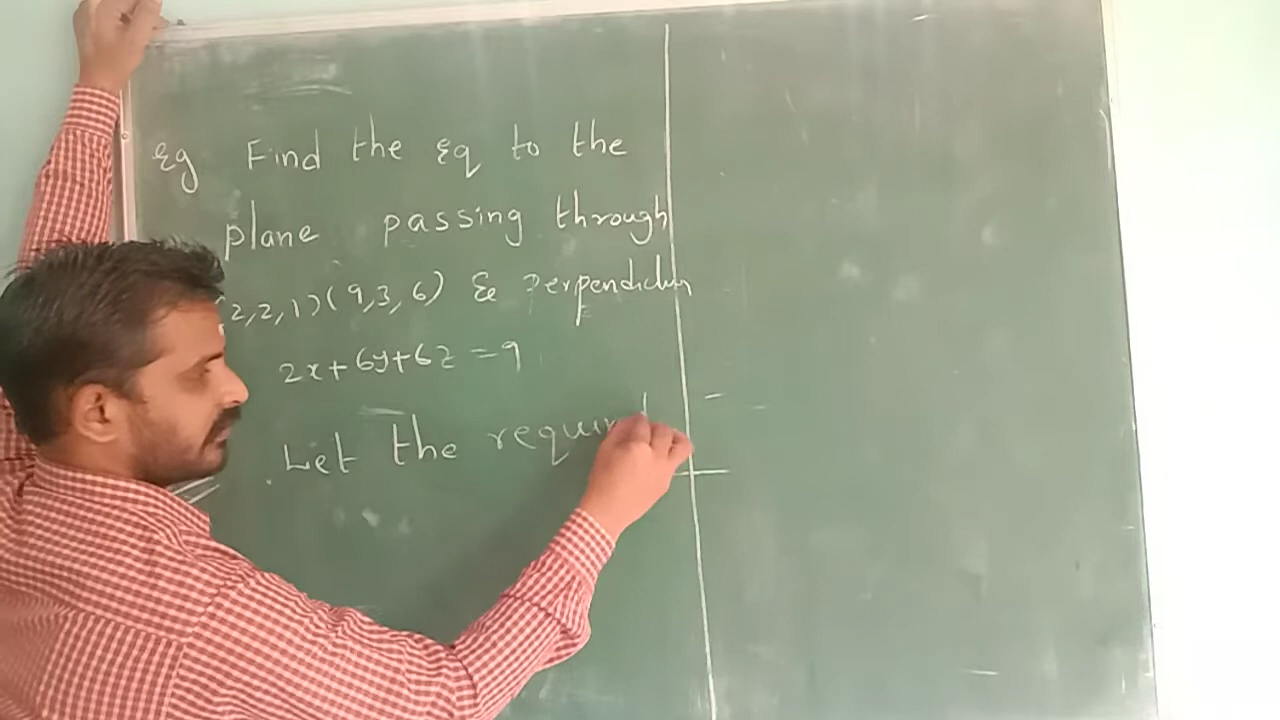 Eg Find the Eq to the
plane passing through
(2,2,1)(9,3,6) & perpendicular
2x+6y+6z=9
Let the required